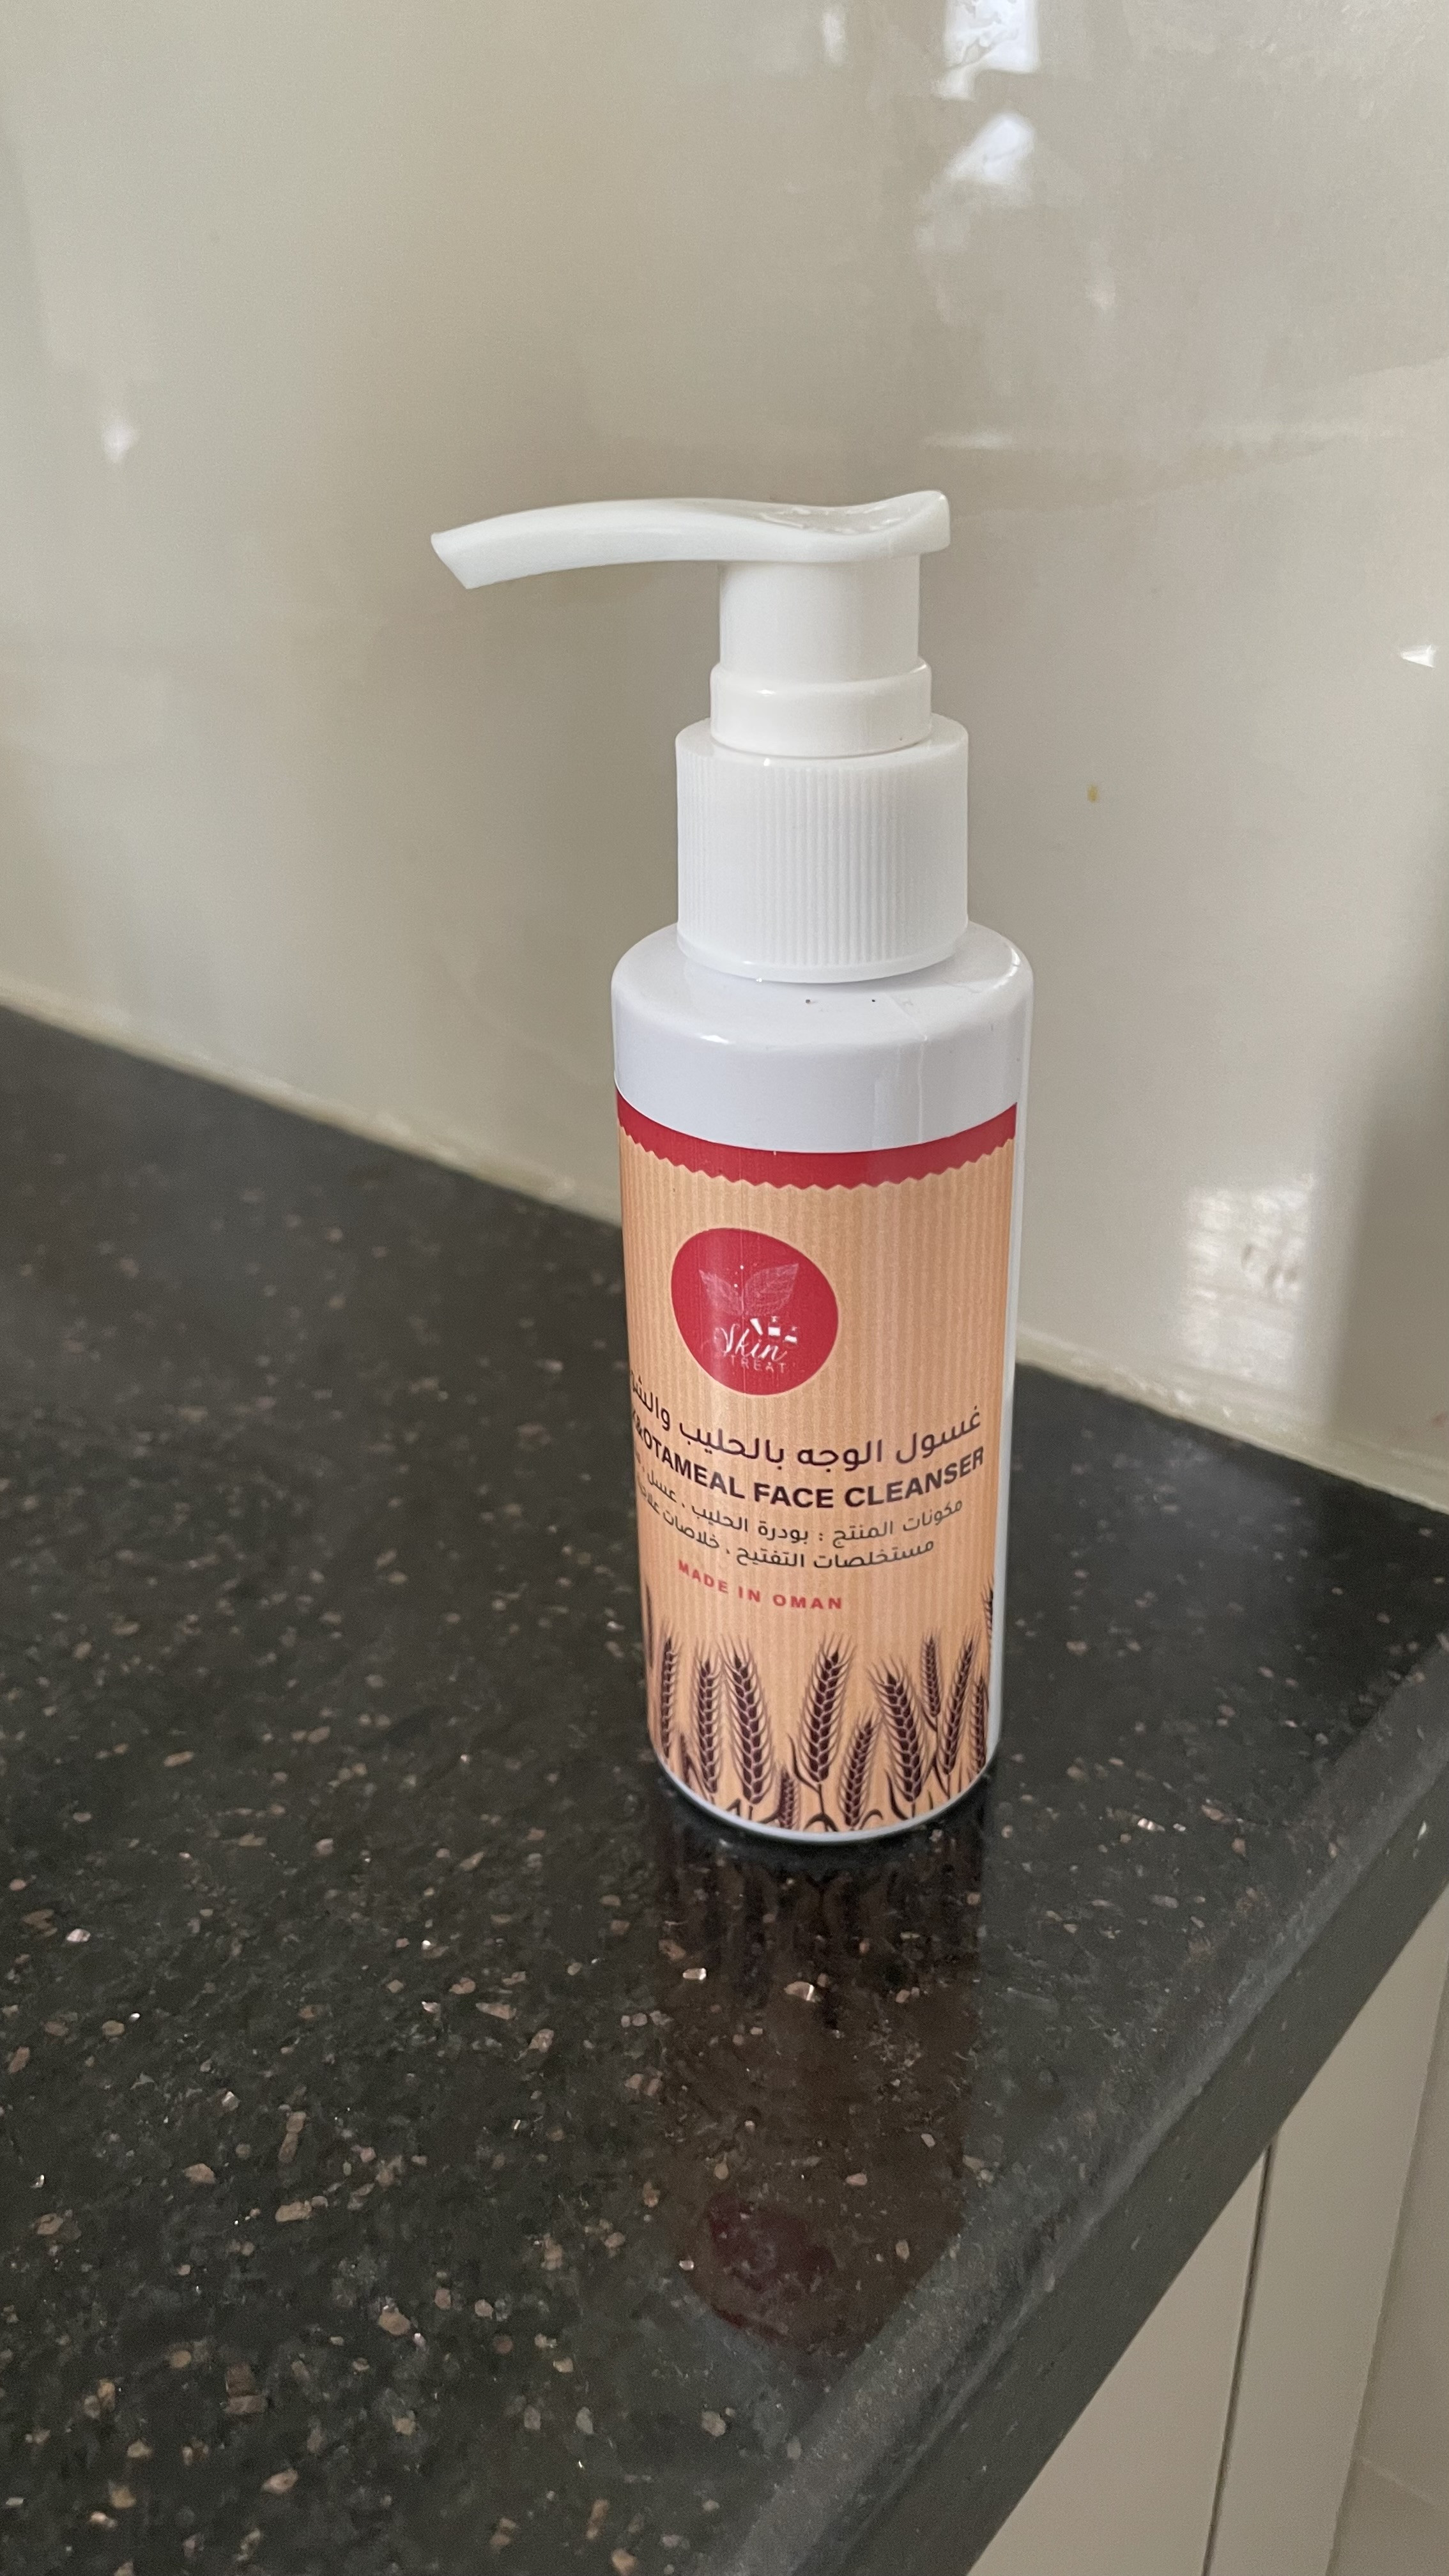 Skin
TREAT
غسول الوجه بالحليب
&OTAMEAL FACE CLEANSER
مكونات المنتج : بودرة الحليب ، عسل ،
مستخلصات التفتيح ، خلاصات
MADE IN OMAN